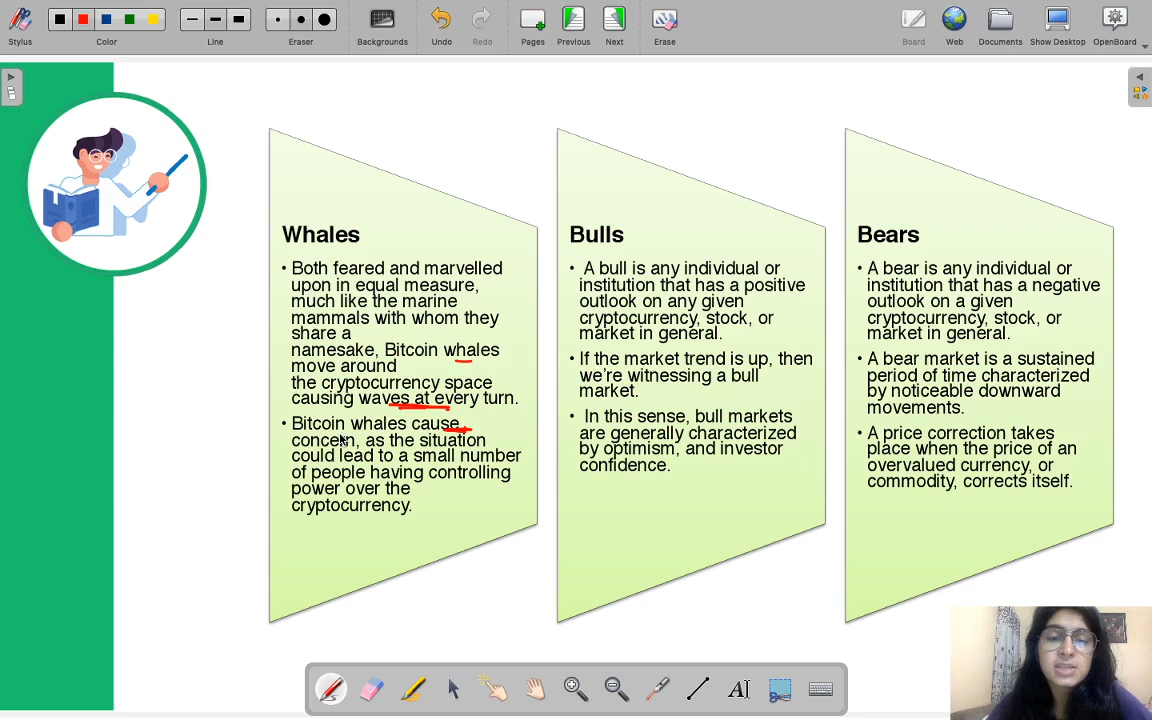 Stylus
Color
Line
Eraser
Backgrounds
Undo
Redo
Pages
Previous
Next
Erase
Board
Web
Documents
Show Desktop
OpenBoard
Whales
• Both feared and marvelled
upon in equal measure,
much like the marine
mammals with whom they
share a
namesake, Bitcoin whales
move around
the cryptocurrency space
causing waves at every turn.
• Bitcoin whales cause
concern, as the situation
could lead to a small number
of people having controlling
power over the
cryptocurrency.
Bulls
• A bull is any individual or
institution that has a positive
outlook on any given
cryptocurrency, stock, or
market in general.
• If the market trend is up, then
we’re witnessing a bull
market.
• In this sense, bull markets
are generally characterized
by optimism, and investor
confidence.
Bears
• A bear is any individual or
institution that has a negative
outlook on a given
cryptocurrency, stock, or
market in general.
• A bear market is a sustained
period of time characterized
by noticeable downward
movements.
• A price correction takes
place when the price of an
overvalued currency, or
commodity, corrects itself.
AI